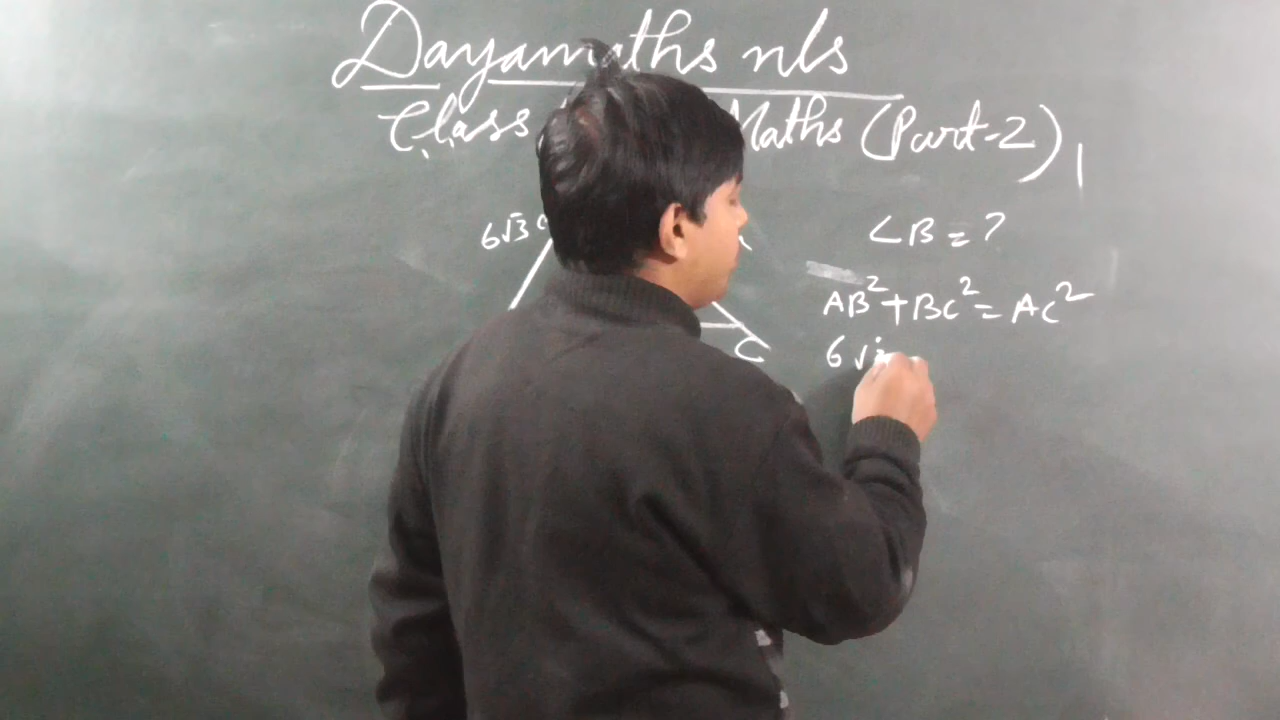 Dayamaths nls
Class Maths (Part-2)
6√3 c
∠B = ?
AB²+BC² = AC²
C
6√